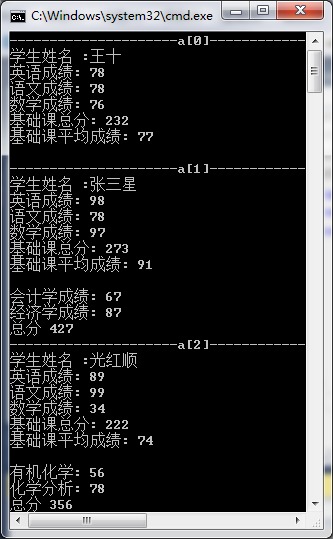 C:\Windows\system32\cmd.exe
---------------------a[0]---------------
学生姓名 :王十
英语成绩: 78
语文成绩: 78
数学成绩: 76
基础课总分: 232
基础课平均成绩: 77
---------------------a[1]---------------
学生姓名 :张三星
英语成绩: 98
语文成绩: 78
数学成绩: 97
基础课总分: 273
基础课平均成绩: 91
会计学成绩: 67
经济学成绩: 87
总分 427
---------------------a[2]---------------
学生姓名 :光红顺
英语成绩: 89
语文成绩: 99
数学成绩: 34
基础课总分: 222
基础课平均成绩: 74
有机化学: 56
化学分析: 78
总分 356